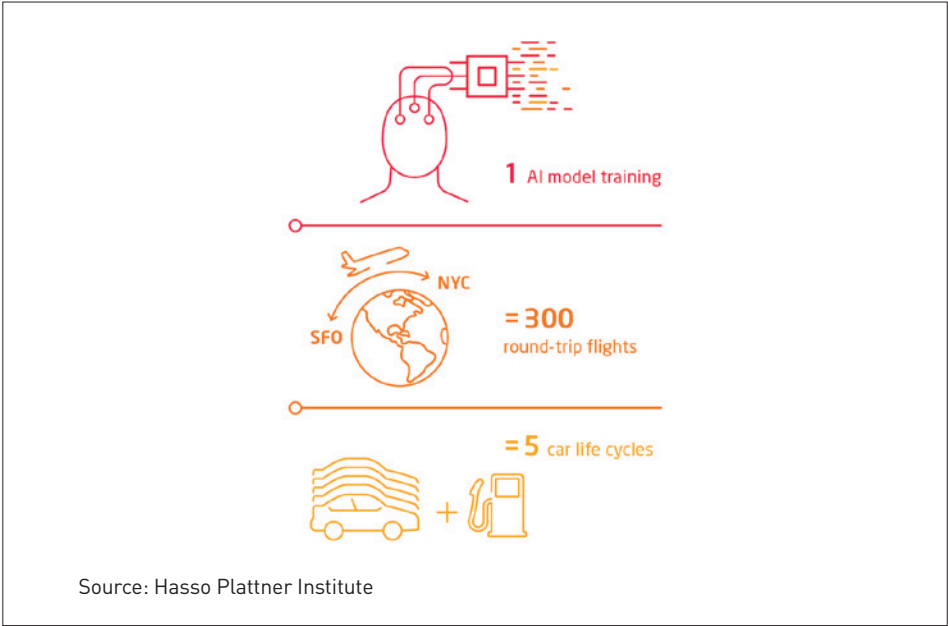 1 AI model training
NYC
SFO
= 300
round-trip flights
= 5 car life cycles
+
Source: Hasso Plattner Institute